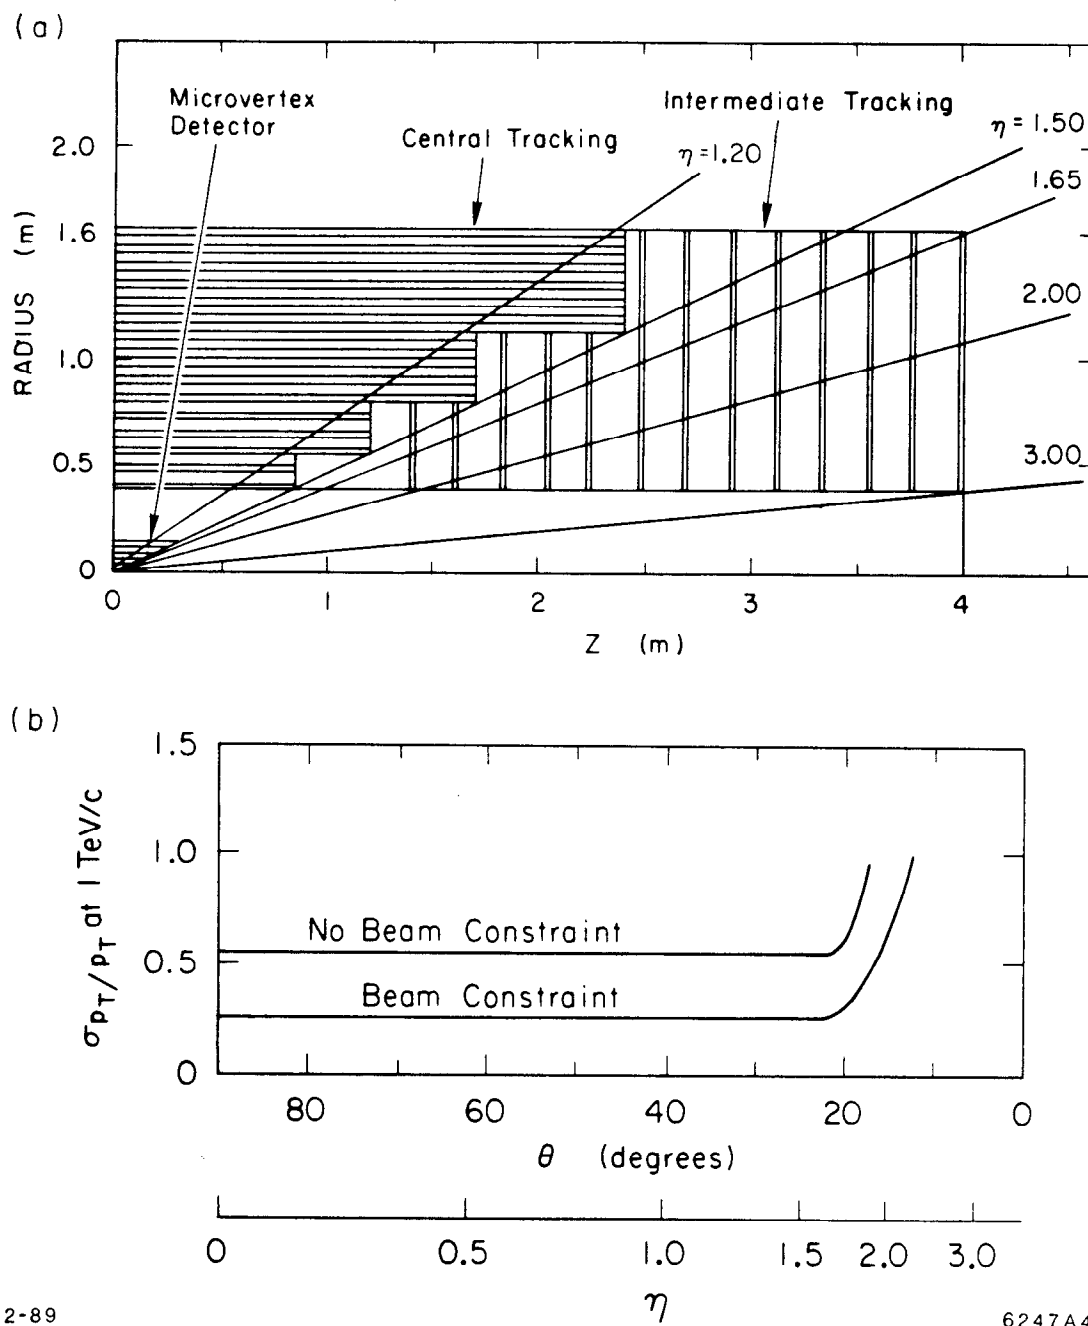 (a)
Microvertex
Detector
Central Tracking
Intermediate Tracking
η=1.20
η=1.50
1.65
2.00
3.00
RADIUS (m)
2.0
1.6
1.0
0.5
0
0 1 2 3 4
Z (m)
(b)
σpT/pT at 1 TeV/c
1.5
1.0
0.5
0
No Beam Constraint
Beam Constraint
80 60 40 20 0
θ (degrees)
0 0.5 1.0 1.5 2.0 3.0
η
2-89
6247A4